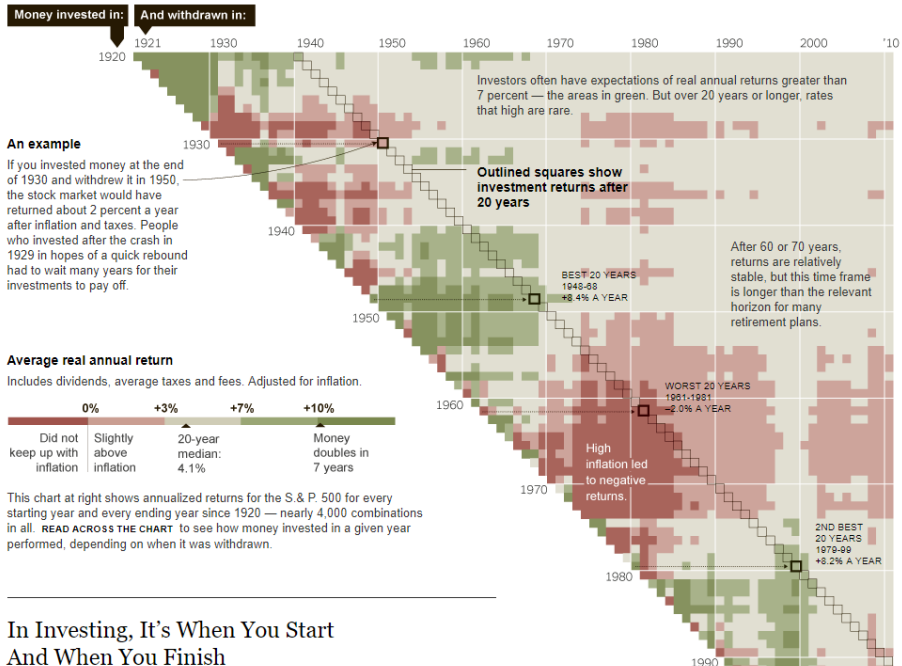 Money invested in:
And withdrawn in:
1920
1921
1930
1940
1950
1960
1970
1980
1990
2000
'10
Investors often have expectations of real annual returns greater than
7 percent — the areas in green. But over 20 years or longer, rates
that high are rare.
An example
If you invested money at the end
of 1930 and withdrew it in 1950,
the stock market would have
returned about 2 percent a year
after inflation and taxes. People
who invested after the crash in
1929 in hopes of a quick rebound
had to wait many years for their
investments to pay off.
1930
Outlined squares show
investment returns after
20 years
1940
After 60 or 70 years,
returns are relatively
stable, but this time frame
is longer than the relevant
horizon for many
retirement plans.
BEST 20 YEARS
1948-68
+8.4% A YEAR
1950
Average real annual return
Includes dividends, average taxes and fees. Adjusted for inflation.
0%
+3%
+7%
+10%
Did not
keep up with
inflation
Slightly
above
inflation
20-year
median:
4.1%
Money
doubles in
7 years
WORST 20 YEARS
1961-1981
–2.0% A YEAR
1960
High
inflation led
to negative
returns.
1970
This chart at right shows annualized returns for the S.& P. 500 for every
starting year and every ending year since 1920 — nearly 4,000 combinations
in all. READ ACROSS THE CHART to see how money invested in a given year
performed, depending on when it was withdrawn.
2ND BEST
20 YEARS
1979-99
+8.2% A YEAR
1980
In Investing, It's When You Start
And When You Finish
1990